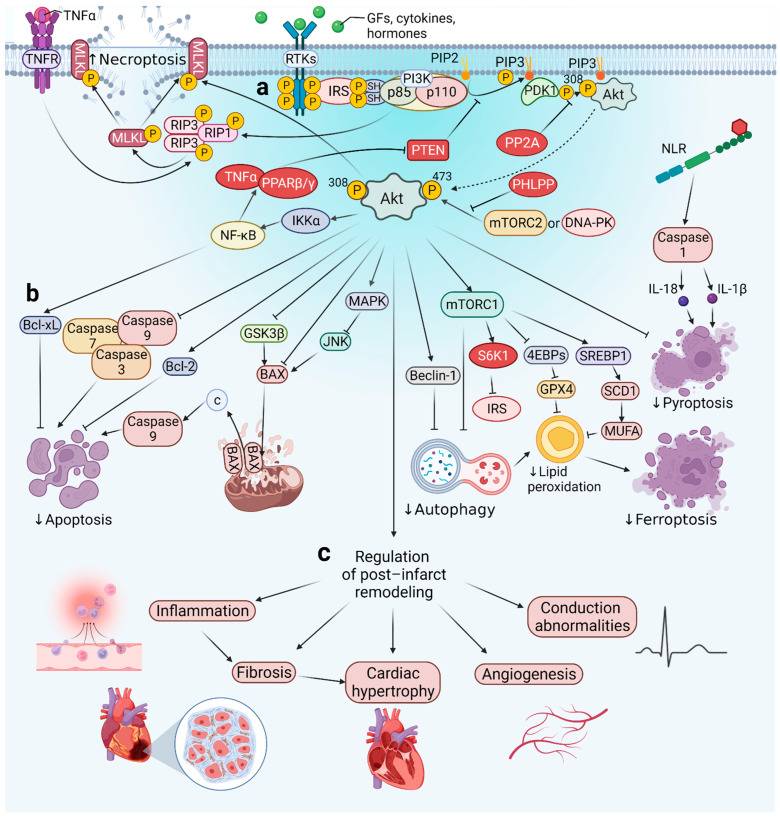 TNFα
GFs, cytokines,
hormones
TNFR
MLKL
↑Necroptosis
MLKL
RTKs
PIP2
PIP3
PIP3
P
P
a
P
P
P
P
IRS
P
P
SH
SH
p85
PI3K
p110
P
PDK1
308
P
P
Akt
RIP3
P
P
MLKL
P
RIP1
RIP3
P
P
PTEN
PP2A
NLR
TNFα
PPARβ/γ
308
P
Akt
P
473
PHLPP
NF-κB
IKKα
mTORC2
or
DNA-PK
Caspase
1
IL-18
IL-1β
b
Bcl-xL
Caspase
7
Caspase
9
Caspase
3
Bcl-2
GSK3β
MAPK
JNK
BAX
mTORC1
Beclin-1
S6K1
4EBPs
SREBP1
IRS
GPX4
SCD1
MUFA
↓Pyroptosis
c
Caspase
9
BAX
BAX
↓Lipid
peroxidation
↓Apoptosis
↓Autophagy
↓Ferroptosis
c
Regulation
of post–infarct
remodeling
Inflammation
Conduction
abnormalities
Fibrosis
Cardiac
hypertrophy
Angiogenesis